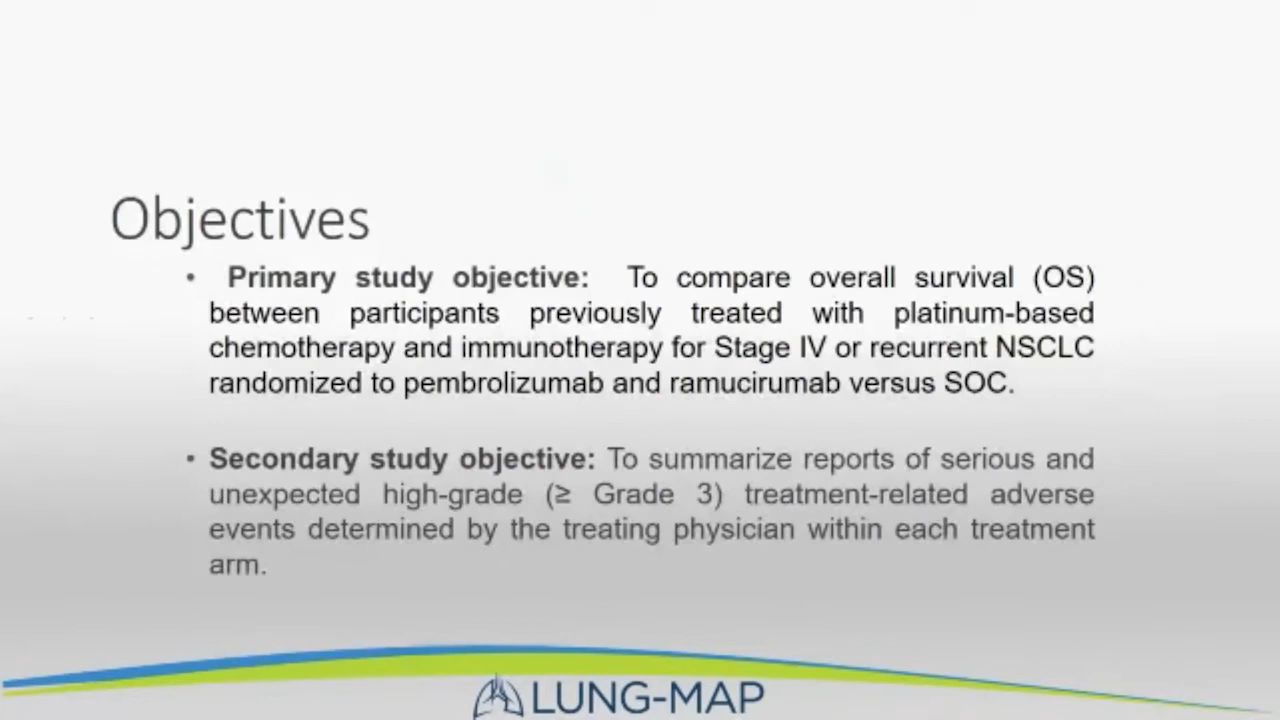 Objectives
• Primary study objective: To compare overall survival (OS)
between participants previously treated with platinum-based
chemotherapy and immunotherapy for Stage IV or recurrent NSCLC
randomized to pembrolizumab and ramucirumab versus SOC.
• Secondary study objective: To summarize reports of serious and
unexpected high-grade (≥ Grade 3) treatment-related adverse
events determined by the treating physician within each treatment
arm.
LUNG-MAP